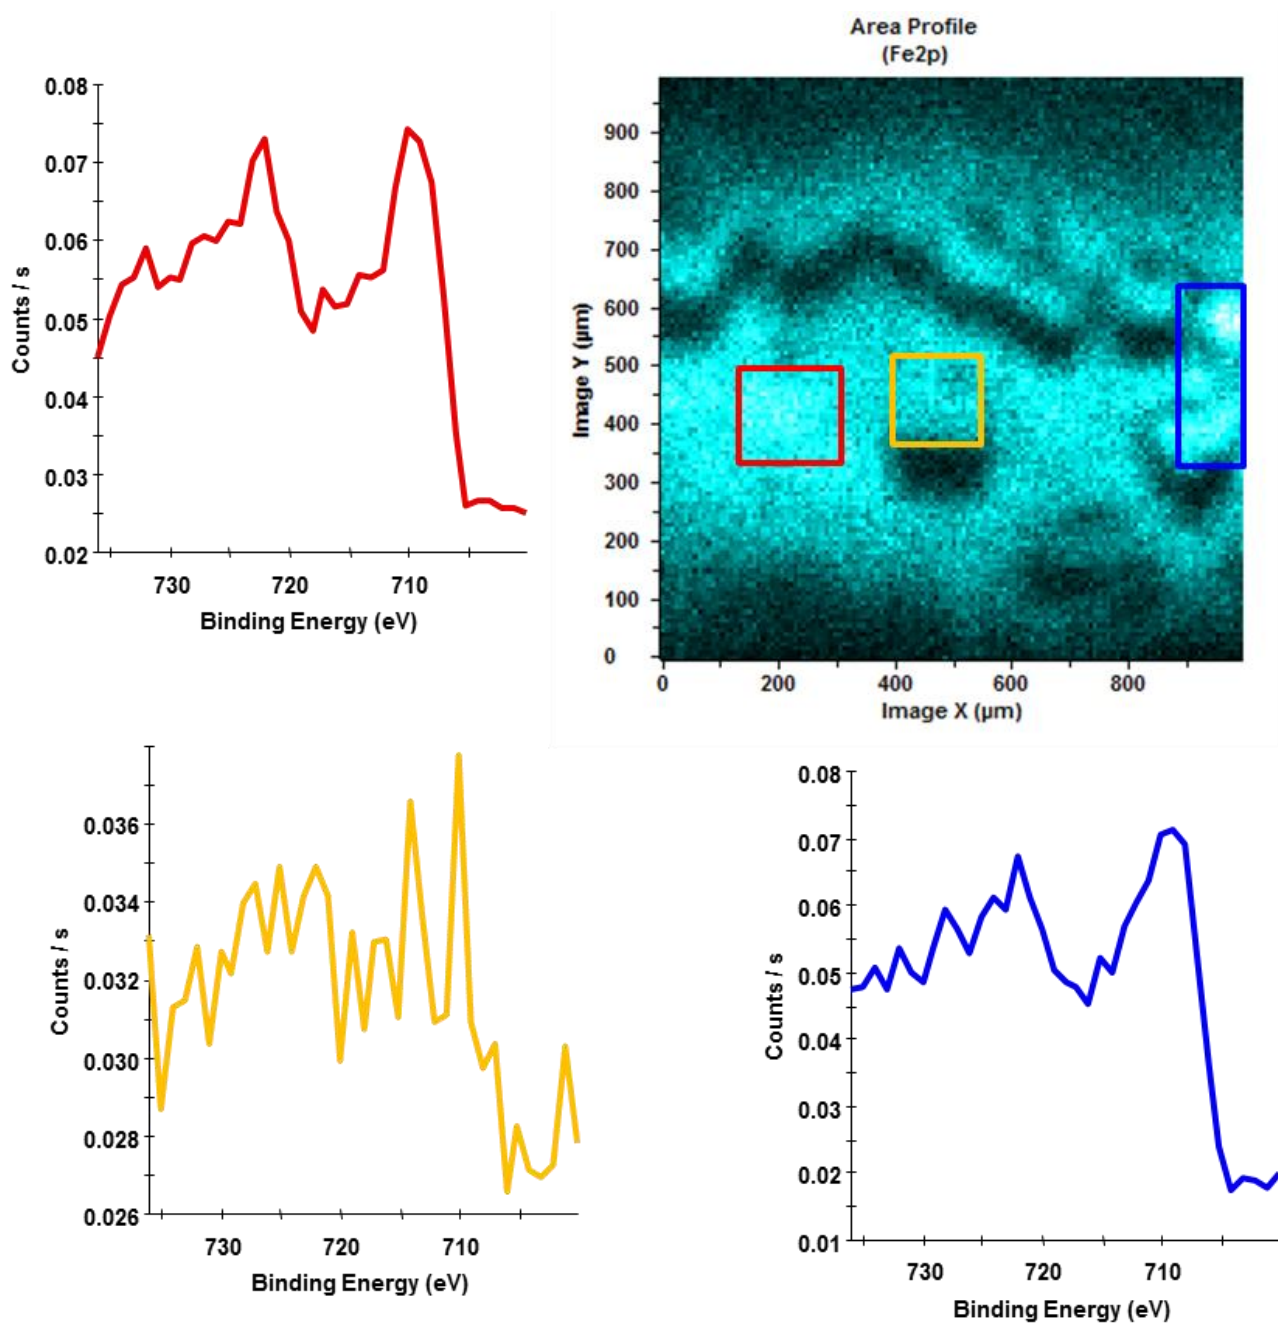 Area Profile
(Fe2p)
0.08
0.07
0.06
0.05
0.04
0.03
0.02
Counts / s
730 720 710
Binding Energy (eV)
900
800
700
600
500
400
300
200
100
0
Image Y (µm)
0 200 400 600 800
Image X (µm)
0.036
0.034
0.032
0.030
0.028
0.026
Counts / s
730 720 710
Binding Energy (eV)
0.08
0.07
0.06
0.05
0.04
0.03
0.02
0.01
Counts / s
730 720 710
Binding Energy (eV)